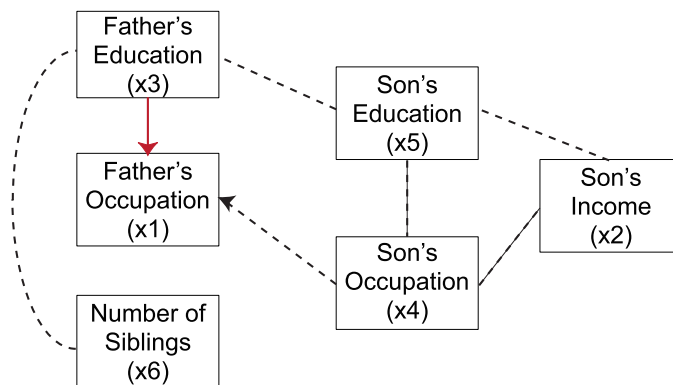 Father's
Education
(x3)
Son's
Education
(x5)
Father's
Occupation
(x1)
Son's
Income
(x2)
Son's
Occupation
(x4)
Number of
Siblings
(x6)